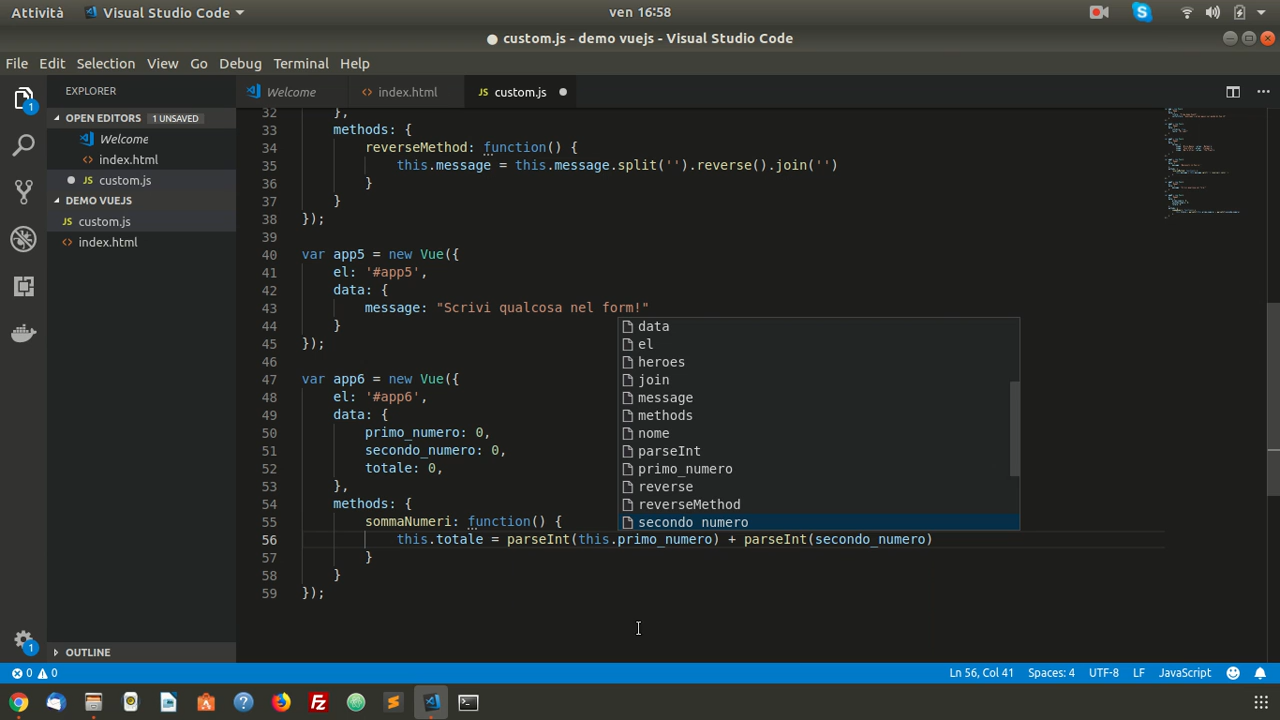 Attività Visual Studio Code ven 16:58
● custom.js - demo vuejs - Visual Studio Code
File Edit Selection View Go Debug Terminal Help
EXPLORER
OPEN EDITORS 1 UNSAVED
Welcome
index.html
JS custom.js
DEMO VUEJS
JS custom.js
index.html
OUTLINE
1
1
Welcome index.html JS custom.js
32 },
33 methods: {
34 reverseMethod: function() {
35 this.message = this.message.split('').reverse().join('')
36 }
37 }
38 });
39
40 var app5 = new Vue({
41 el: '#app5',
42 data: {
43 message: "Scrivi qualcosa nel form!"
44 }
45 });
46
47 var app6 = new Vue({
48 el: '#app6',
49 data: {
50 primo_numero: 0,
51 secondo_numero: 0,
52 totale: 0,
53 },
54 methods: {
55 sommaNumeri: function() {
56 this.totale = parseInt(this.primo_numero) + parseInt(secondo_numero)
57 }
58 }
59 });
data
el
heroes
join
message
methods
nome
parseInt
primo_numero
reverse
reverseMethod
secondo_numero
0 0 Ln 56, Col 41 Spaces: 4 UTF-8 LF JavaScript